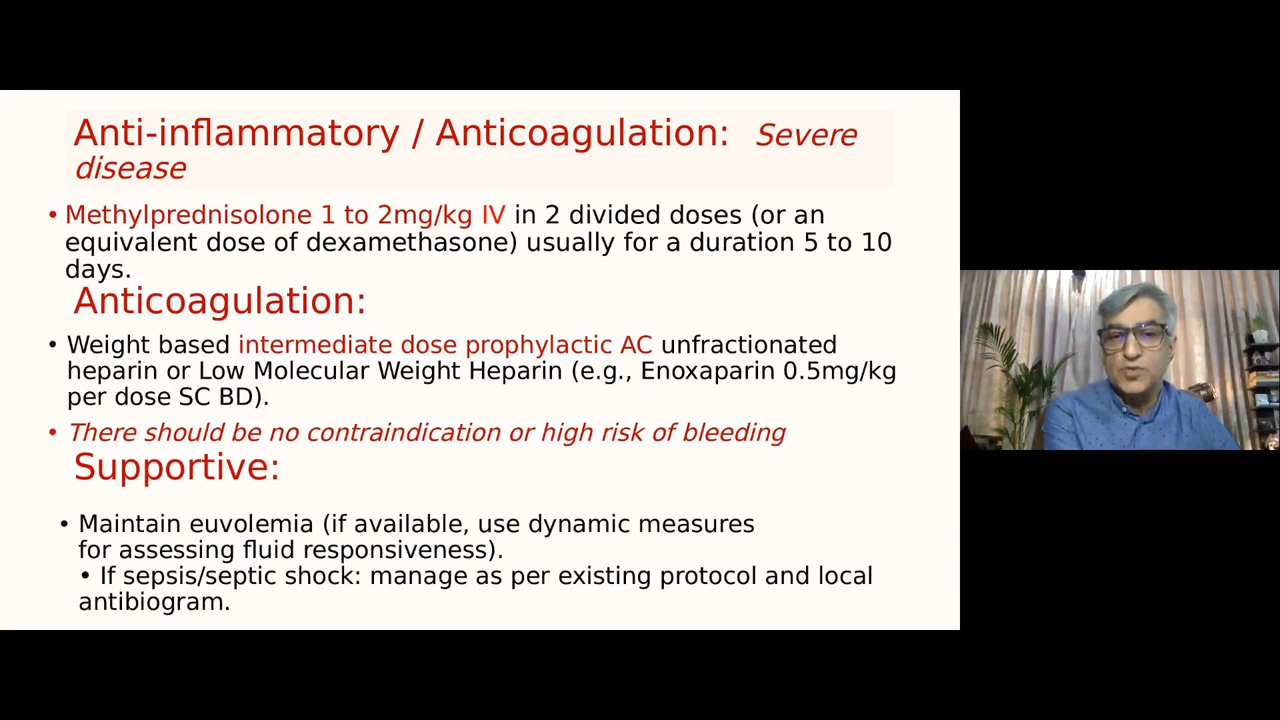 Anti-inflammatory / Anticoagulation: Severe
disease
• Methylprednisolone 1 to 2mg/kg IV in 2 divided doses (or an
equivalent dose of dexamethasone) usually for a duration 5 to 10
days.
Anticoagulation:
• Weight based intermediate dose prophylactic AC unfractionated
heparin or Low Molecular Weight Heparin (e.g., Enoxaparin 0.5mg/kg
per dose SC BD).
• There should be no contraindication or high risk of bleeding
Supportive:
• Maintain euvolemia (if available, use dynamic measures
for assessing fluid responsiveness).
• If sepsis/septic shock: manage as per existing protocol and local
antibiogram.